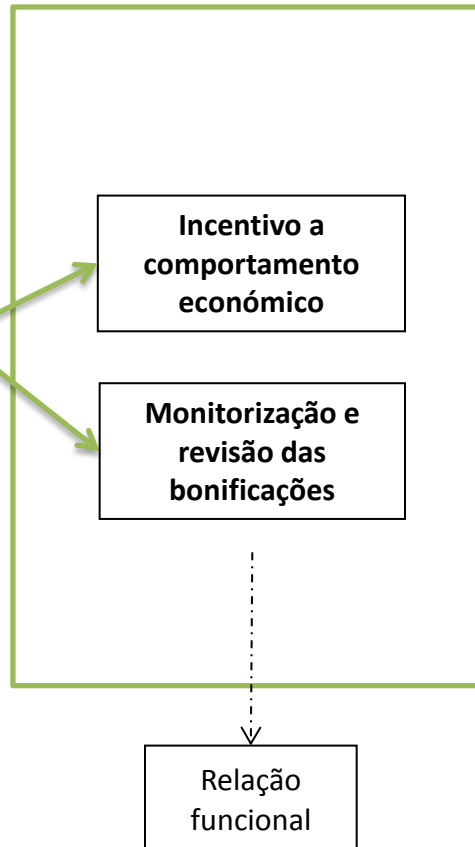 Incentivo a
comportamento
económico
Monitorização e
revisão das
bonificações
Relação
funcional